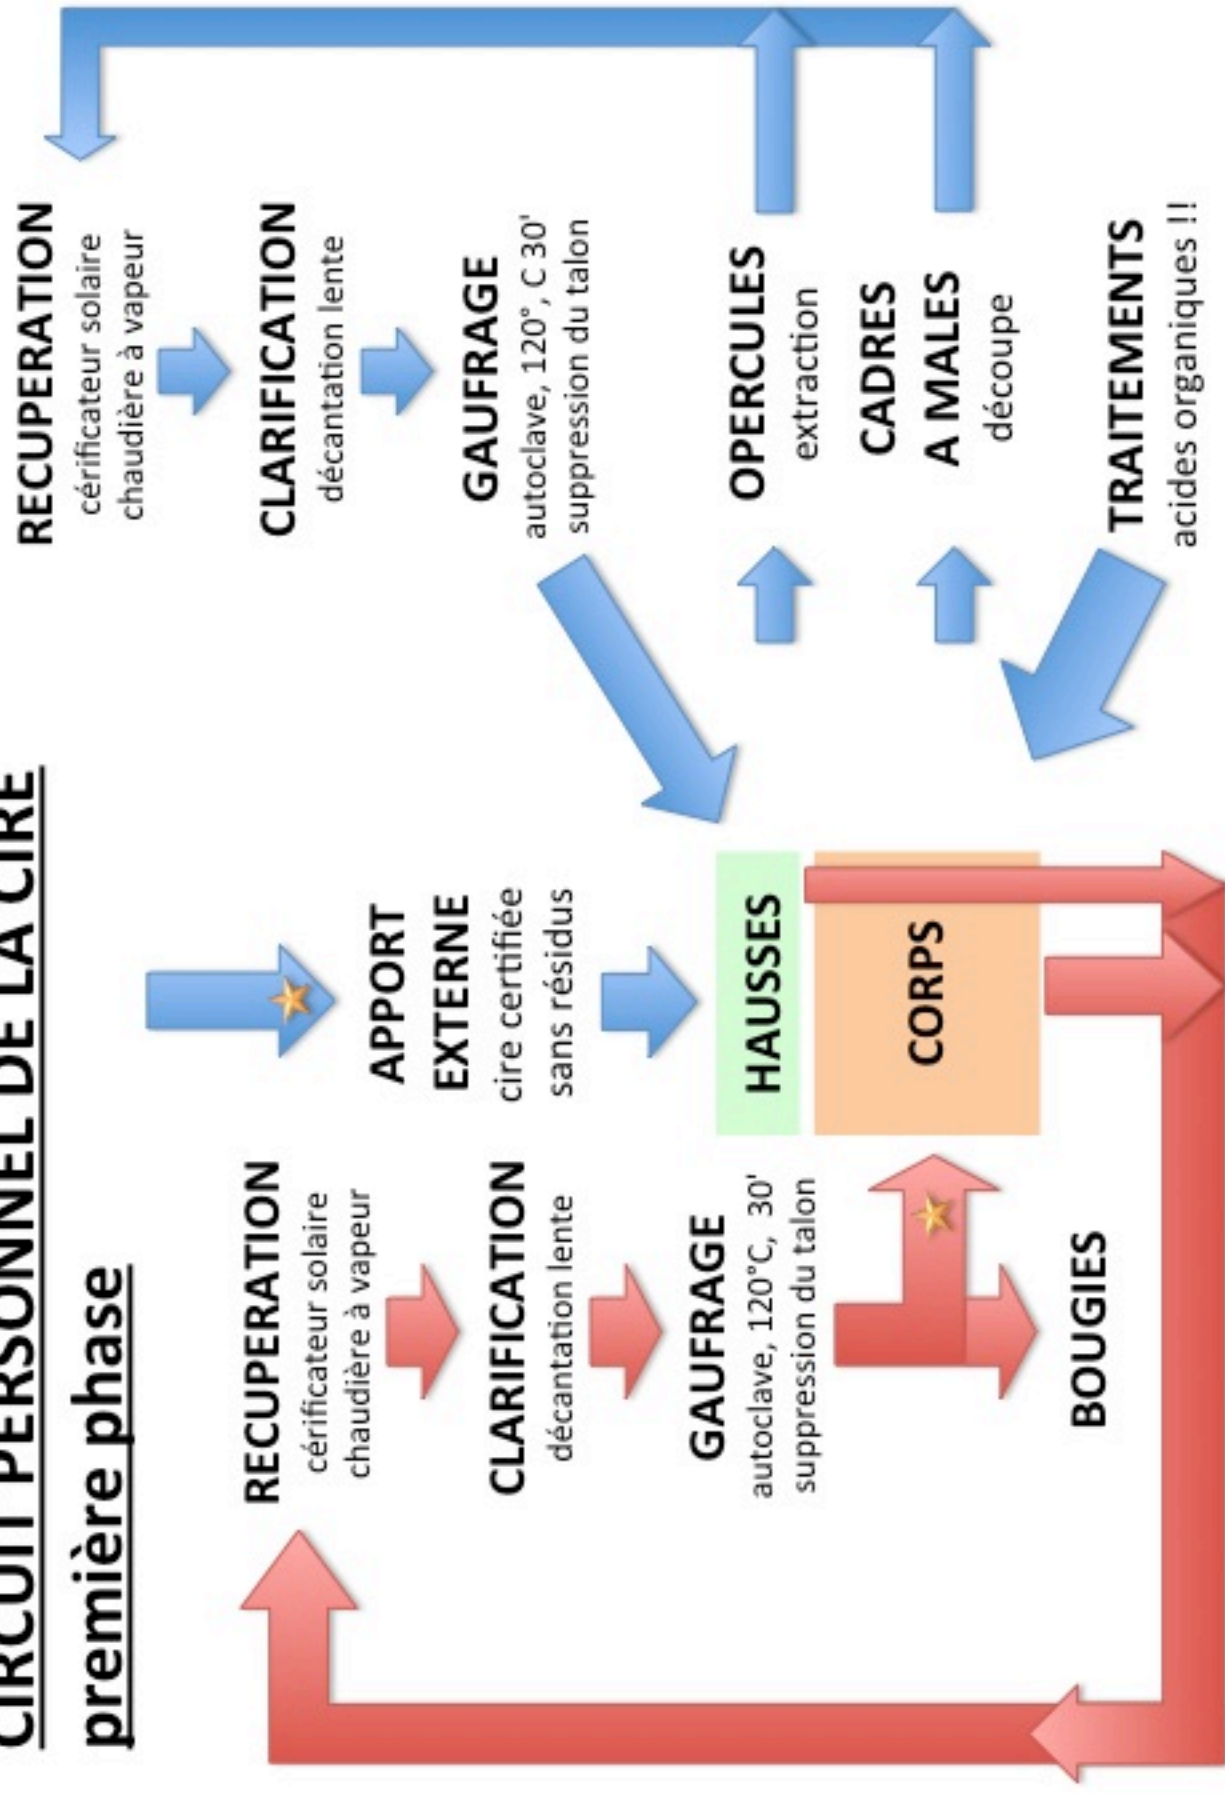 CIRCUIT PERSONNEL DE LA CIRE
première phase
RECUPERATION
cérificateur solaire
chaudière à vapeur
CLARIFICATION
décantation lente
GAUFRAGE
autoclave, 120°C, 30'
suppression du talon
BOUGIES
APPORT
EXTERNE
cire certifiée
sans résidus
HAUSSES
CORPS
RECUPERATION
cérificateur solaire
chaudière à vapeur
CLARIFICATION
décantation lente
GAUFRAGE
autoclave, 120°, C 30'
suppression du talon
OPERCULES
extraction
CADRES
A MALES
découpe
TRAITEMENTS
acides organiques !!